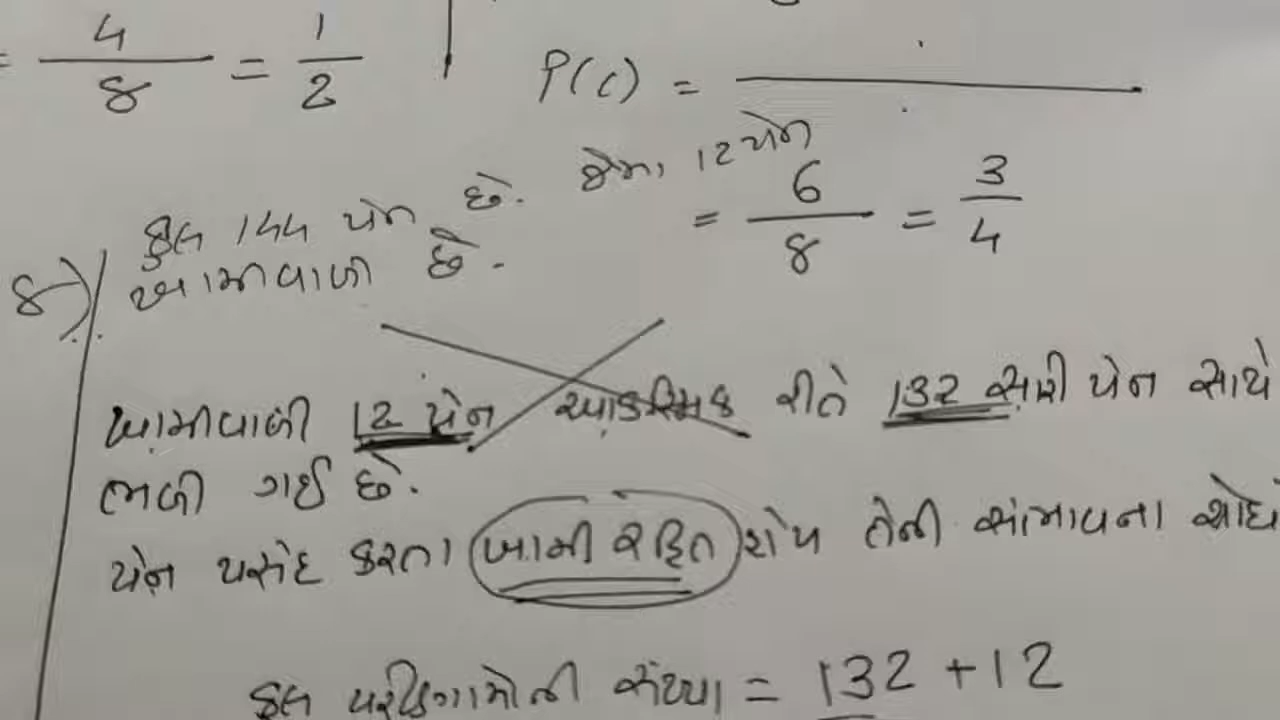 = 4/8 = 1/2
P(C) =
= 6/8 = 3/4
8) કુલ 144 પેન છે. જેમાં 12 પેન
ખામીવાળી છે.
ખામીવાળી 12 પેન આકસ્મિક રીતે 132 સારી પેન સાથે
ભળી ગઈ છે.
પેન પસંદ કરતા ખામી રહિત હોય તેની સંભાવના શોધો
કુલ પરીણામોની સંખ્યા = 132 + 12